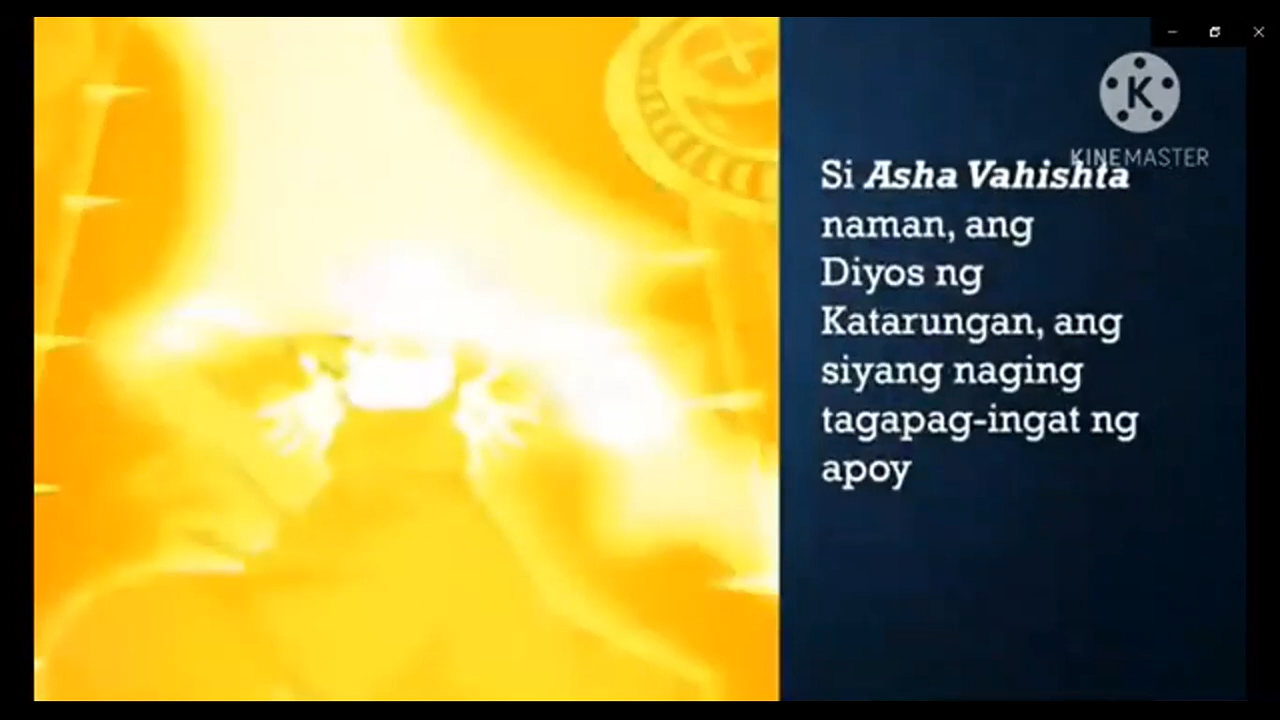 K
KINEMASTER
Si Asha Vahishta
naman, ang
Diyos ng
Katarungan, ang
siyang naging
tagapag-ingat ng
apoy